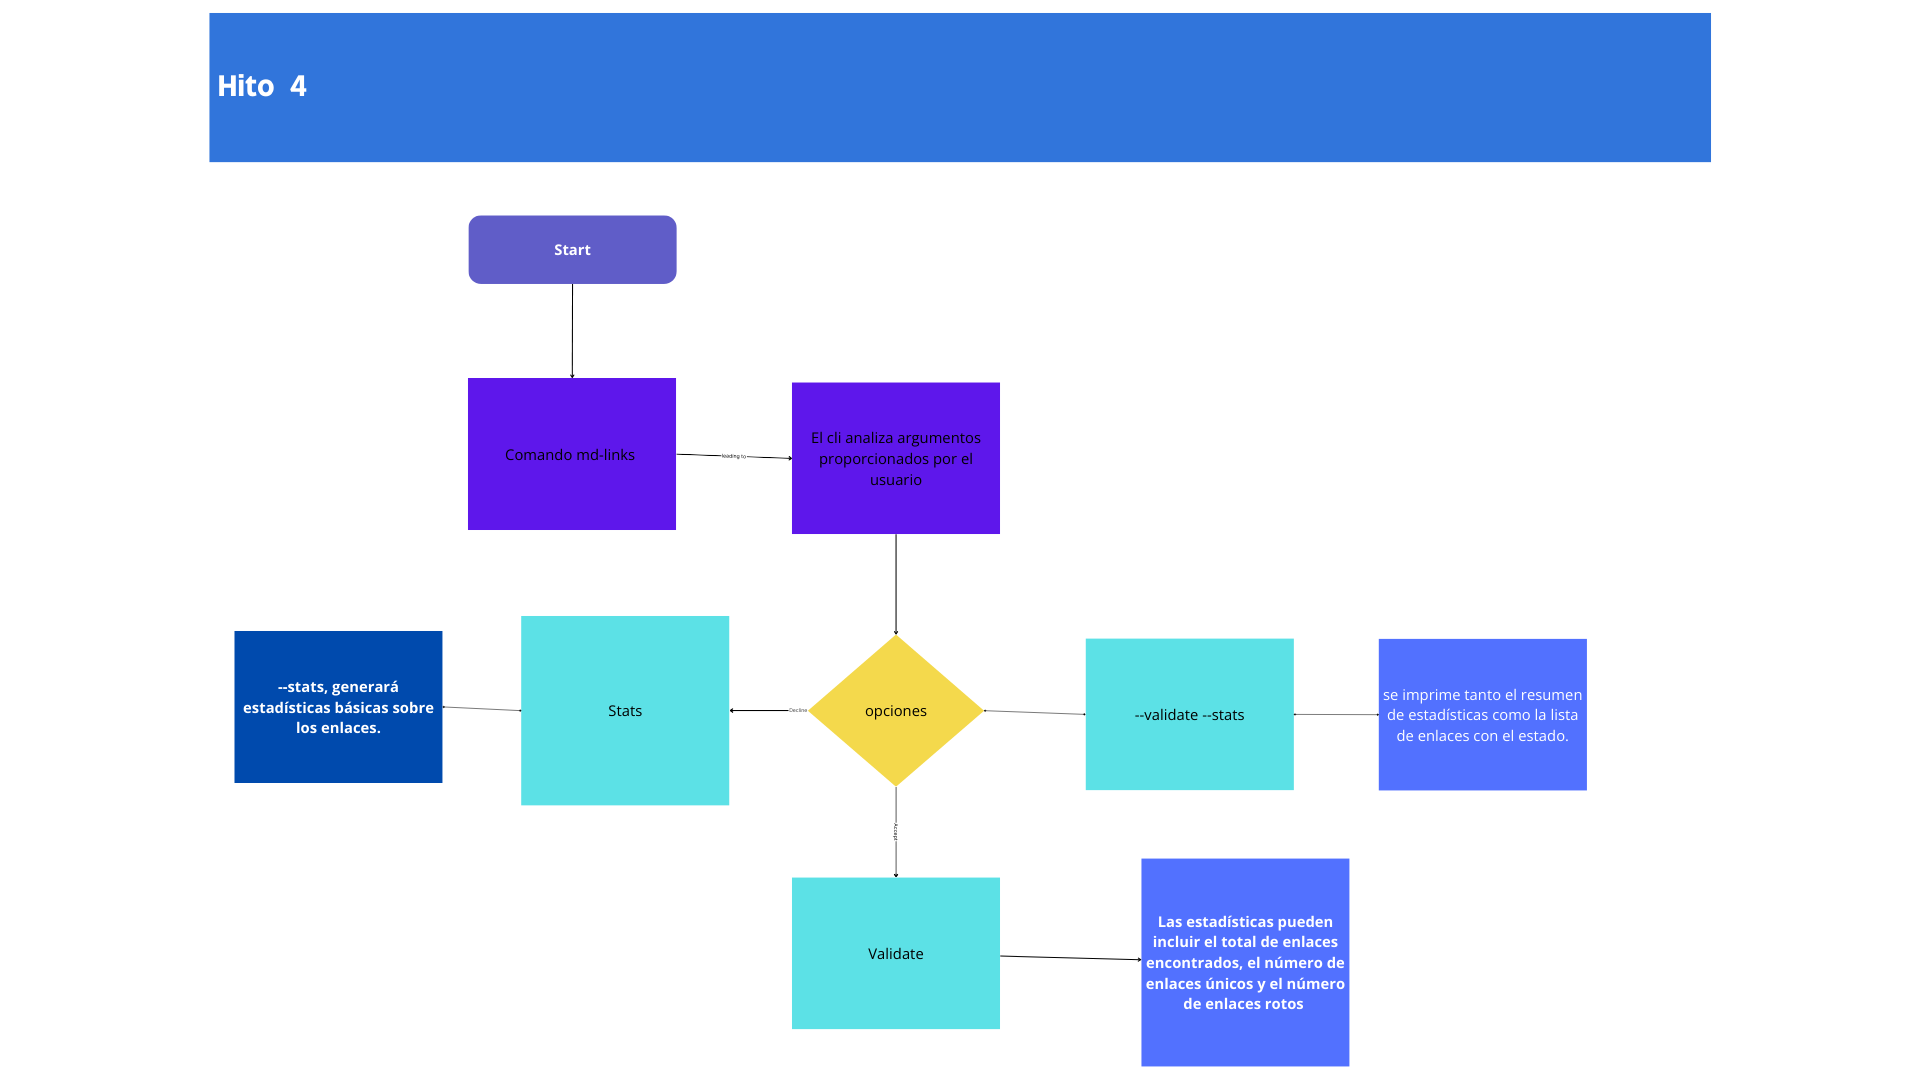 Hito 4
Start
Comando md-links
leading to
El cli analiza argumentos
proporcionados por el
usuario
--stats, generará
estadísticas básicas sobre
los enlaces.
Stats
Decline
opciones
--validate --stats
se imprime tanto el resumen
de estadísticas como la lista
de enlaces con el estado.
Accept
Validate
Las estadísticas pueden
incluir el total de enlaces
encontrados, el número de
enlaces únicos y el número
de enlaces rotos